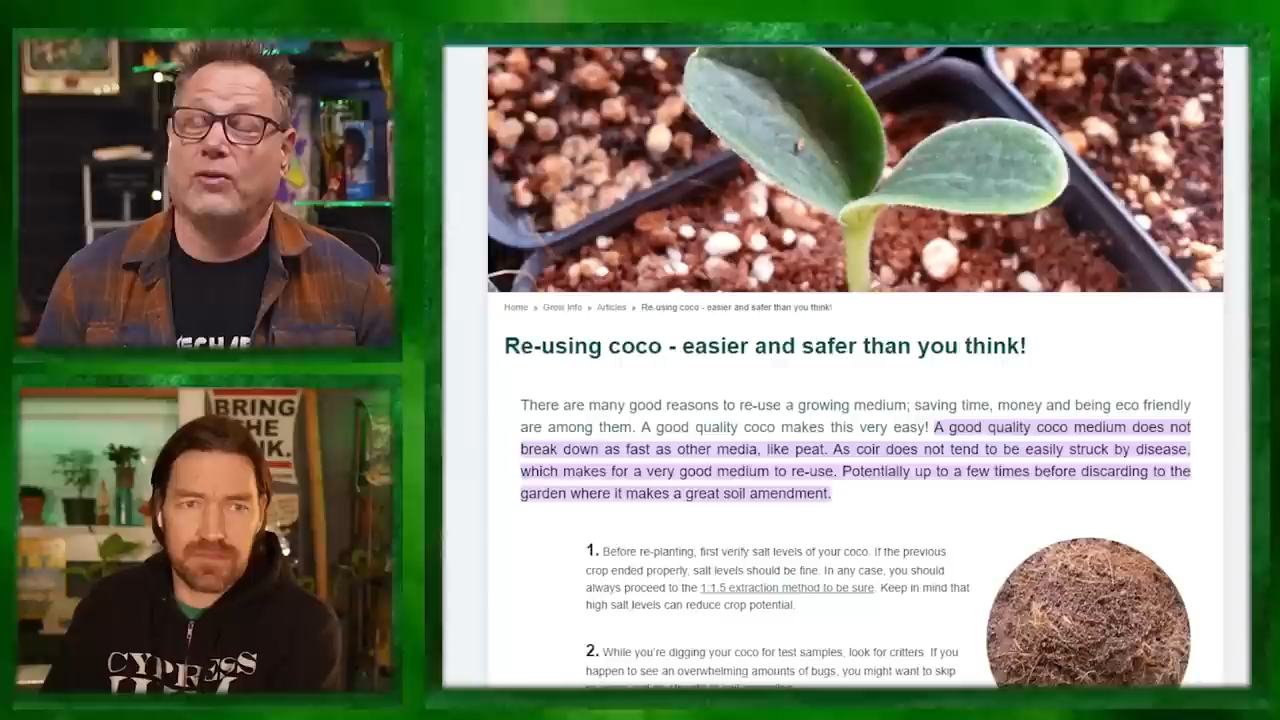 BRING
THE
CYPRESS
HILL
Home » Grow Info » Articles » Re-using coco - easier and safer than you think!
Re-using coco - easier and safer than you think!
There are many good reasons to re-use a growing medium; saving time, money and being eco friendly
are among them. A good quality coco makes this very easy! A good quality coco medium does not
break down as fast as other media, like peat. As coir does not tend to be easily struck by disease,
which makes for a very good medium to re-use. Potentially up to a few times before discarding to the
garden where it makes a great soil amendment.
1. Before re-planting, first verify salt levels of your coco. If the previous
crop ended properly, salt levels should be fine. In any case, you should
always proceed to the 1:1.5 extraction method to be sure. Keep in mind that
high salt levels can reduce crop potential.
2. While you're digging your coco for test samples, look for critters. If you
happen to see an overwhelming amounts of bugs, you might want to skip